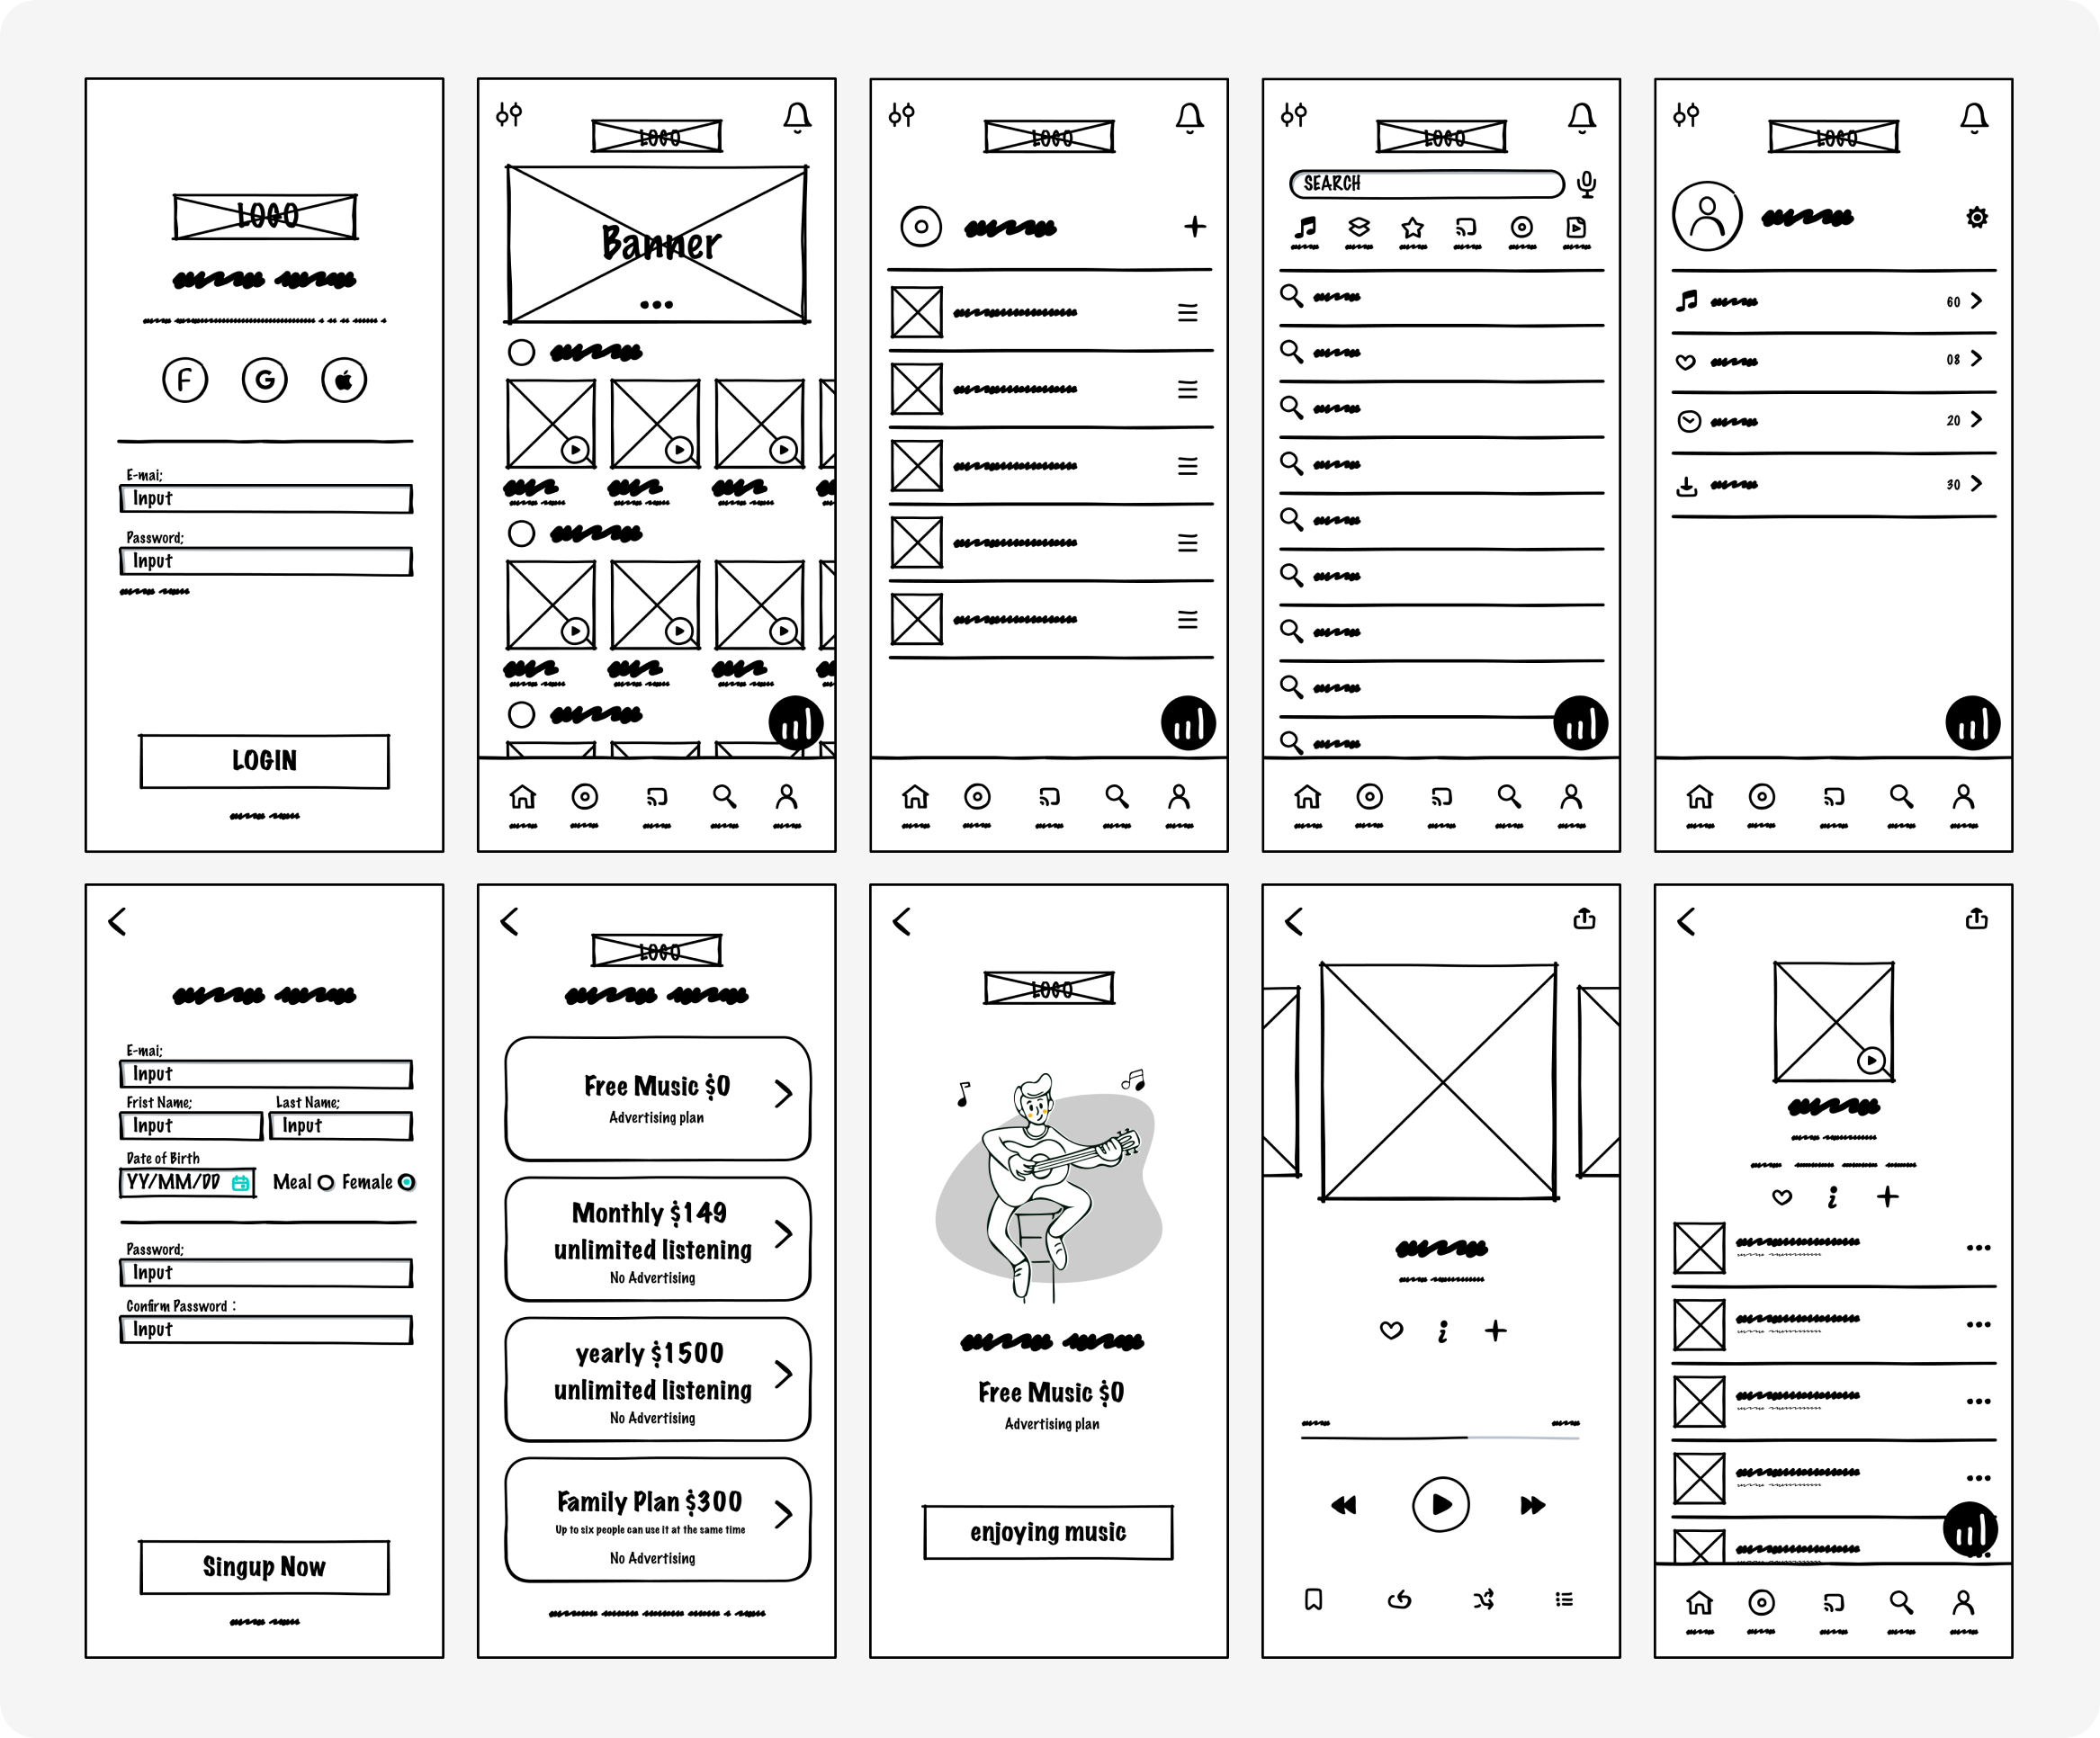 LOGO
F G
E-mai;
Input
Password;
Input
LOGIN
LOGO
Banner
LOGO
LOGO
SEARCH
LOGO
60
08
20
30
E-mai;
Input
Frist Name; Last Name;
Input Input
Date of Birth
YY/MM/DD Meal Female
Password;
Input
Confirm Password :
Input
Singup Now
LOGO
Free Music $0
Advertising plan
Monthly $149
unlimited listening
No Advertising
yearly $1500
unlimited listening
No Advertising
Family Plan $300
Up to six people can use it at the same time
No Advertising
LOGO
Free Music $0
Advertising plan
enjoying music